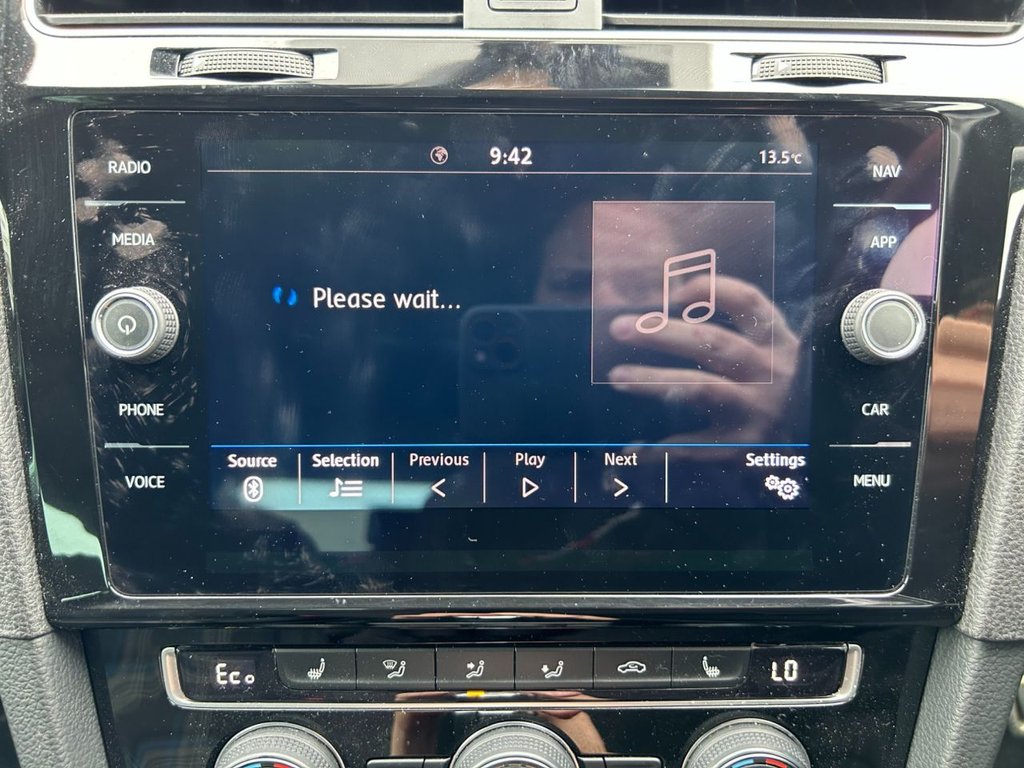 RADIO
9:42
13.5°C
NAV
MEDIA
APP
Please wait...
PHONE
CAR
Source
Selection
Previous
Play
Next
Settings
VOICE
MENU
Eco
LO